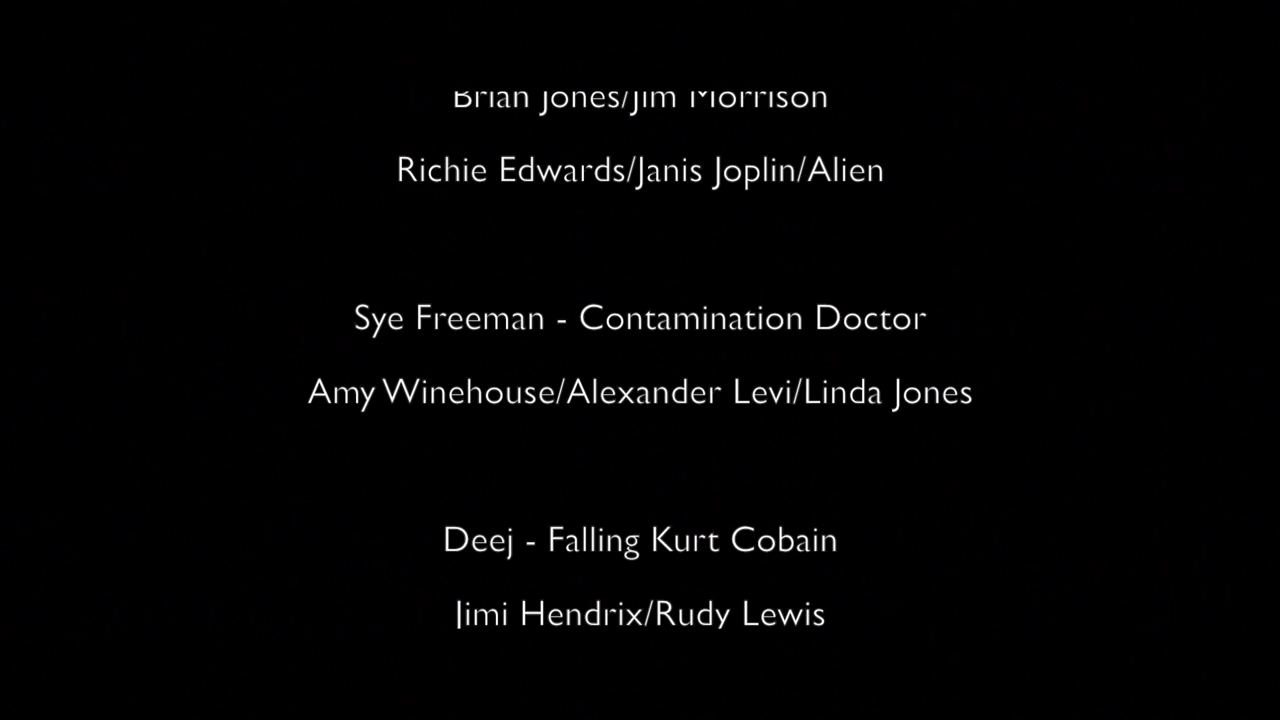 Brian Jones/Jim Morrison
Richie Edwards/Janis Joplin/Alien
Sye Freeman - Contamination Doctor
Amy Winehouse/Alexander Levi/Linda Jones
Deej - Falling Kurt Cobain
Jimi Hendrix/Rudy Lewis